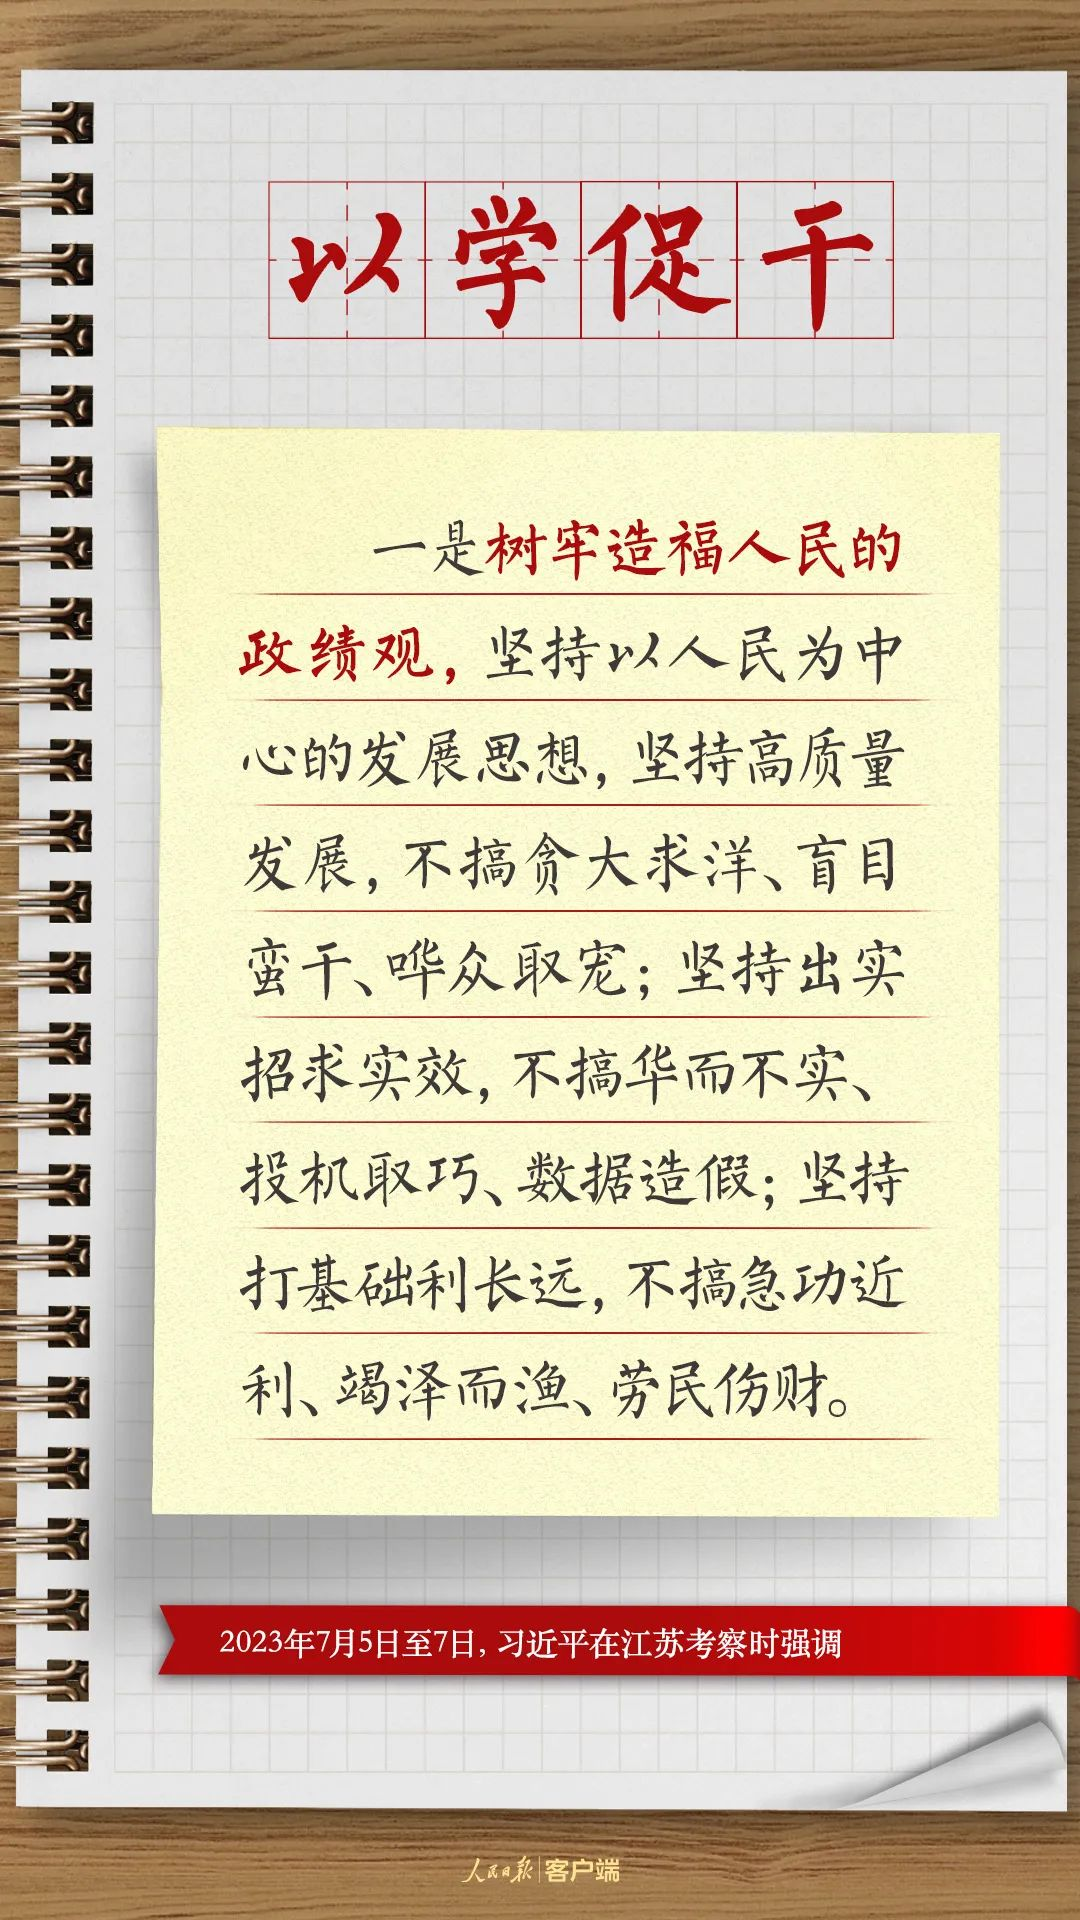 以学促干
一是树牢造福人民的
政绩观，坚持以人民为中
心的发展思想，坚持高质量
发展，不搞贪大求洋、盲目
蛮干、哗众取宠；坚持出实
招求实效，不搞华而不实、
投机取巧、数据造假；坚持
打基础利长远，不搞急功近
利、竭泽而渔、劳民伤财。
2023年7月5日至7日，习近平在江苏考察时强调
人民日报|客户端